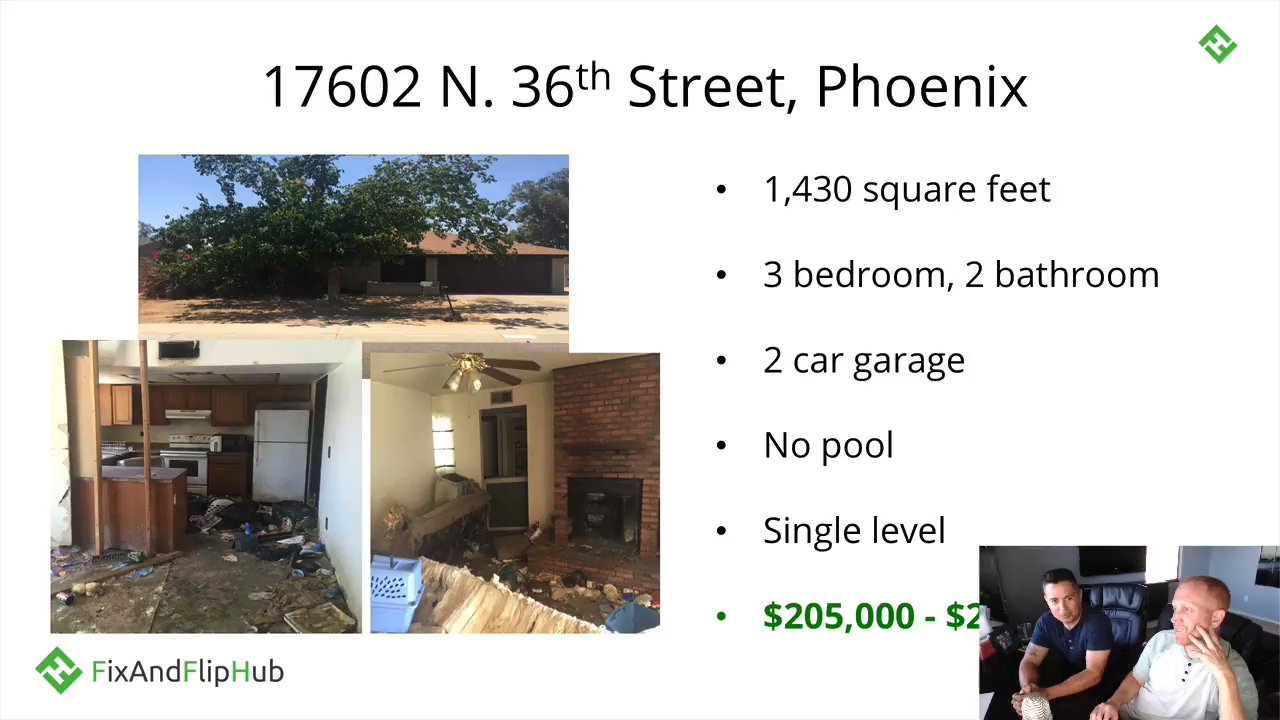 17602 N. 36th Street, Phoenix
• 1,430 square feet
• 3 bedroom, 2 bathroom
• 2 car garage
• No pool
• Single level
• $205,000 - $2
FixAndFlipHub